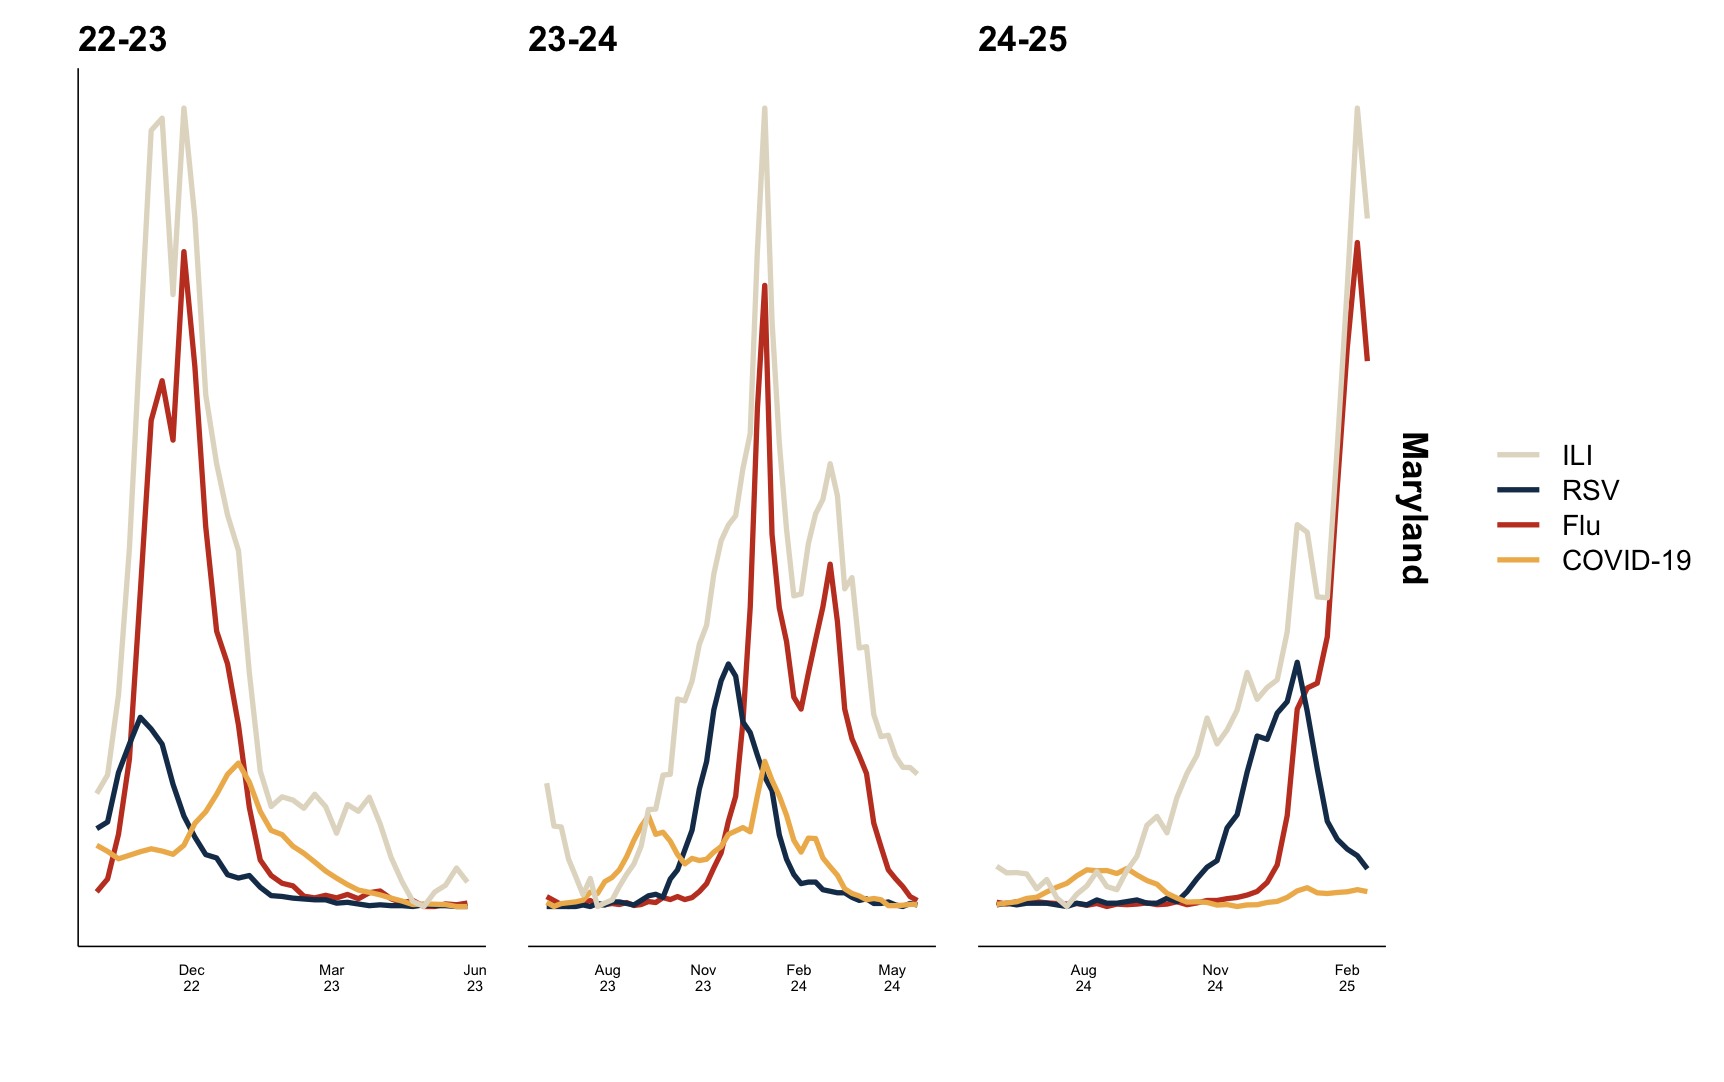 22-23
23-24
24-25
Maryland
ILI
RSV
Flu
COVID-19
Dec
22
Mar
23
Jun
23
Aug
23
Nov
23
Feb
24
May
24
Aug
24
Nov
24
Feb
25